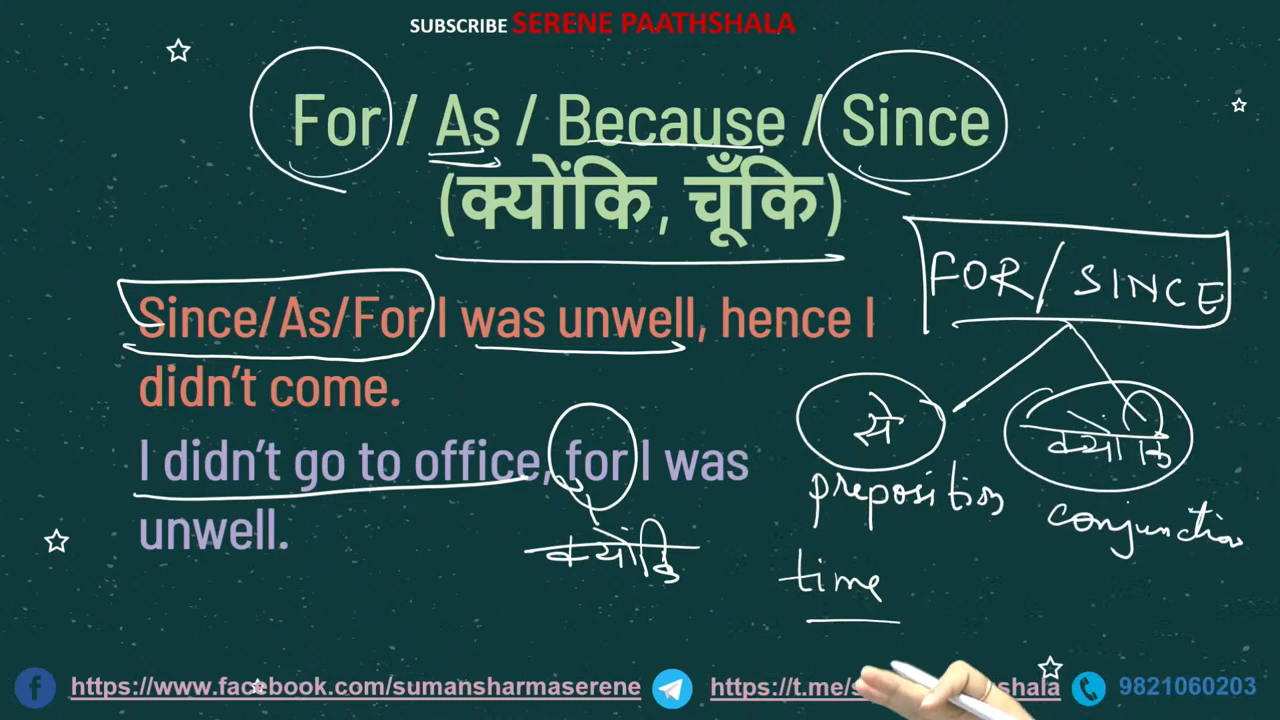 SUBSCRIBE SERENE PAATHSHALA
For / As / Because / Since
(क्योंकि, चूँकि)
FOR / SINCE
Since/As/For I was unwell, hence I
didn't come.
से
क्योंकि
I didn't go to office, for I was
unwell.
preposition
conjunction
क्योंकि
time
https://www.facebook.com/sumansharmaserene
https://t.me/s
shala
9821060203